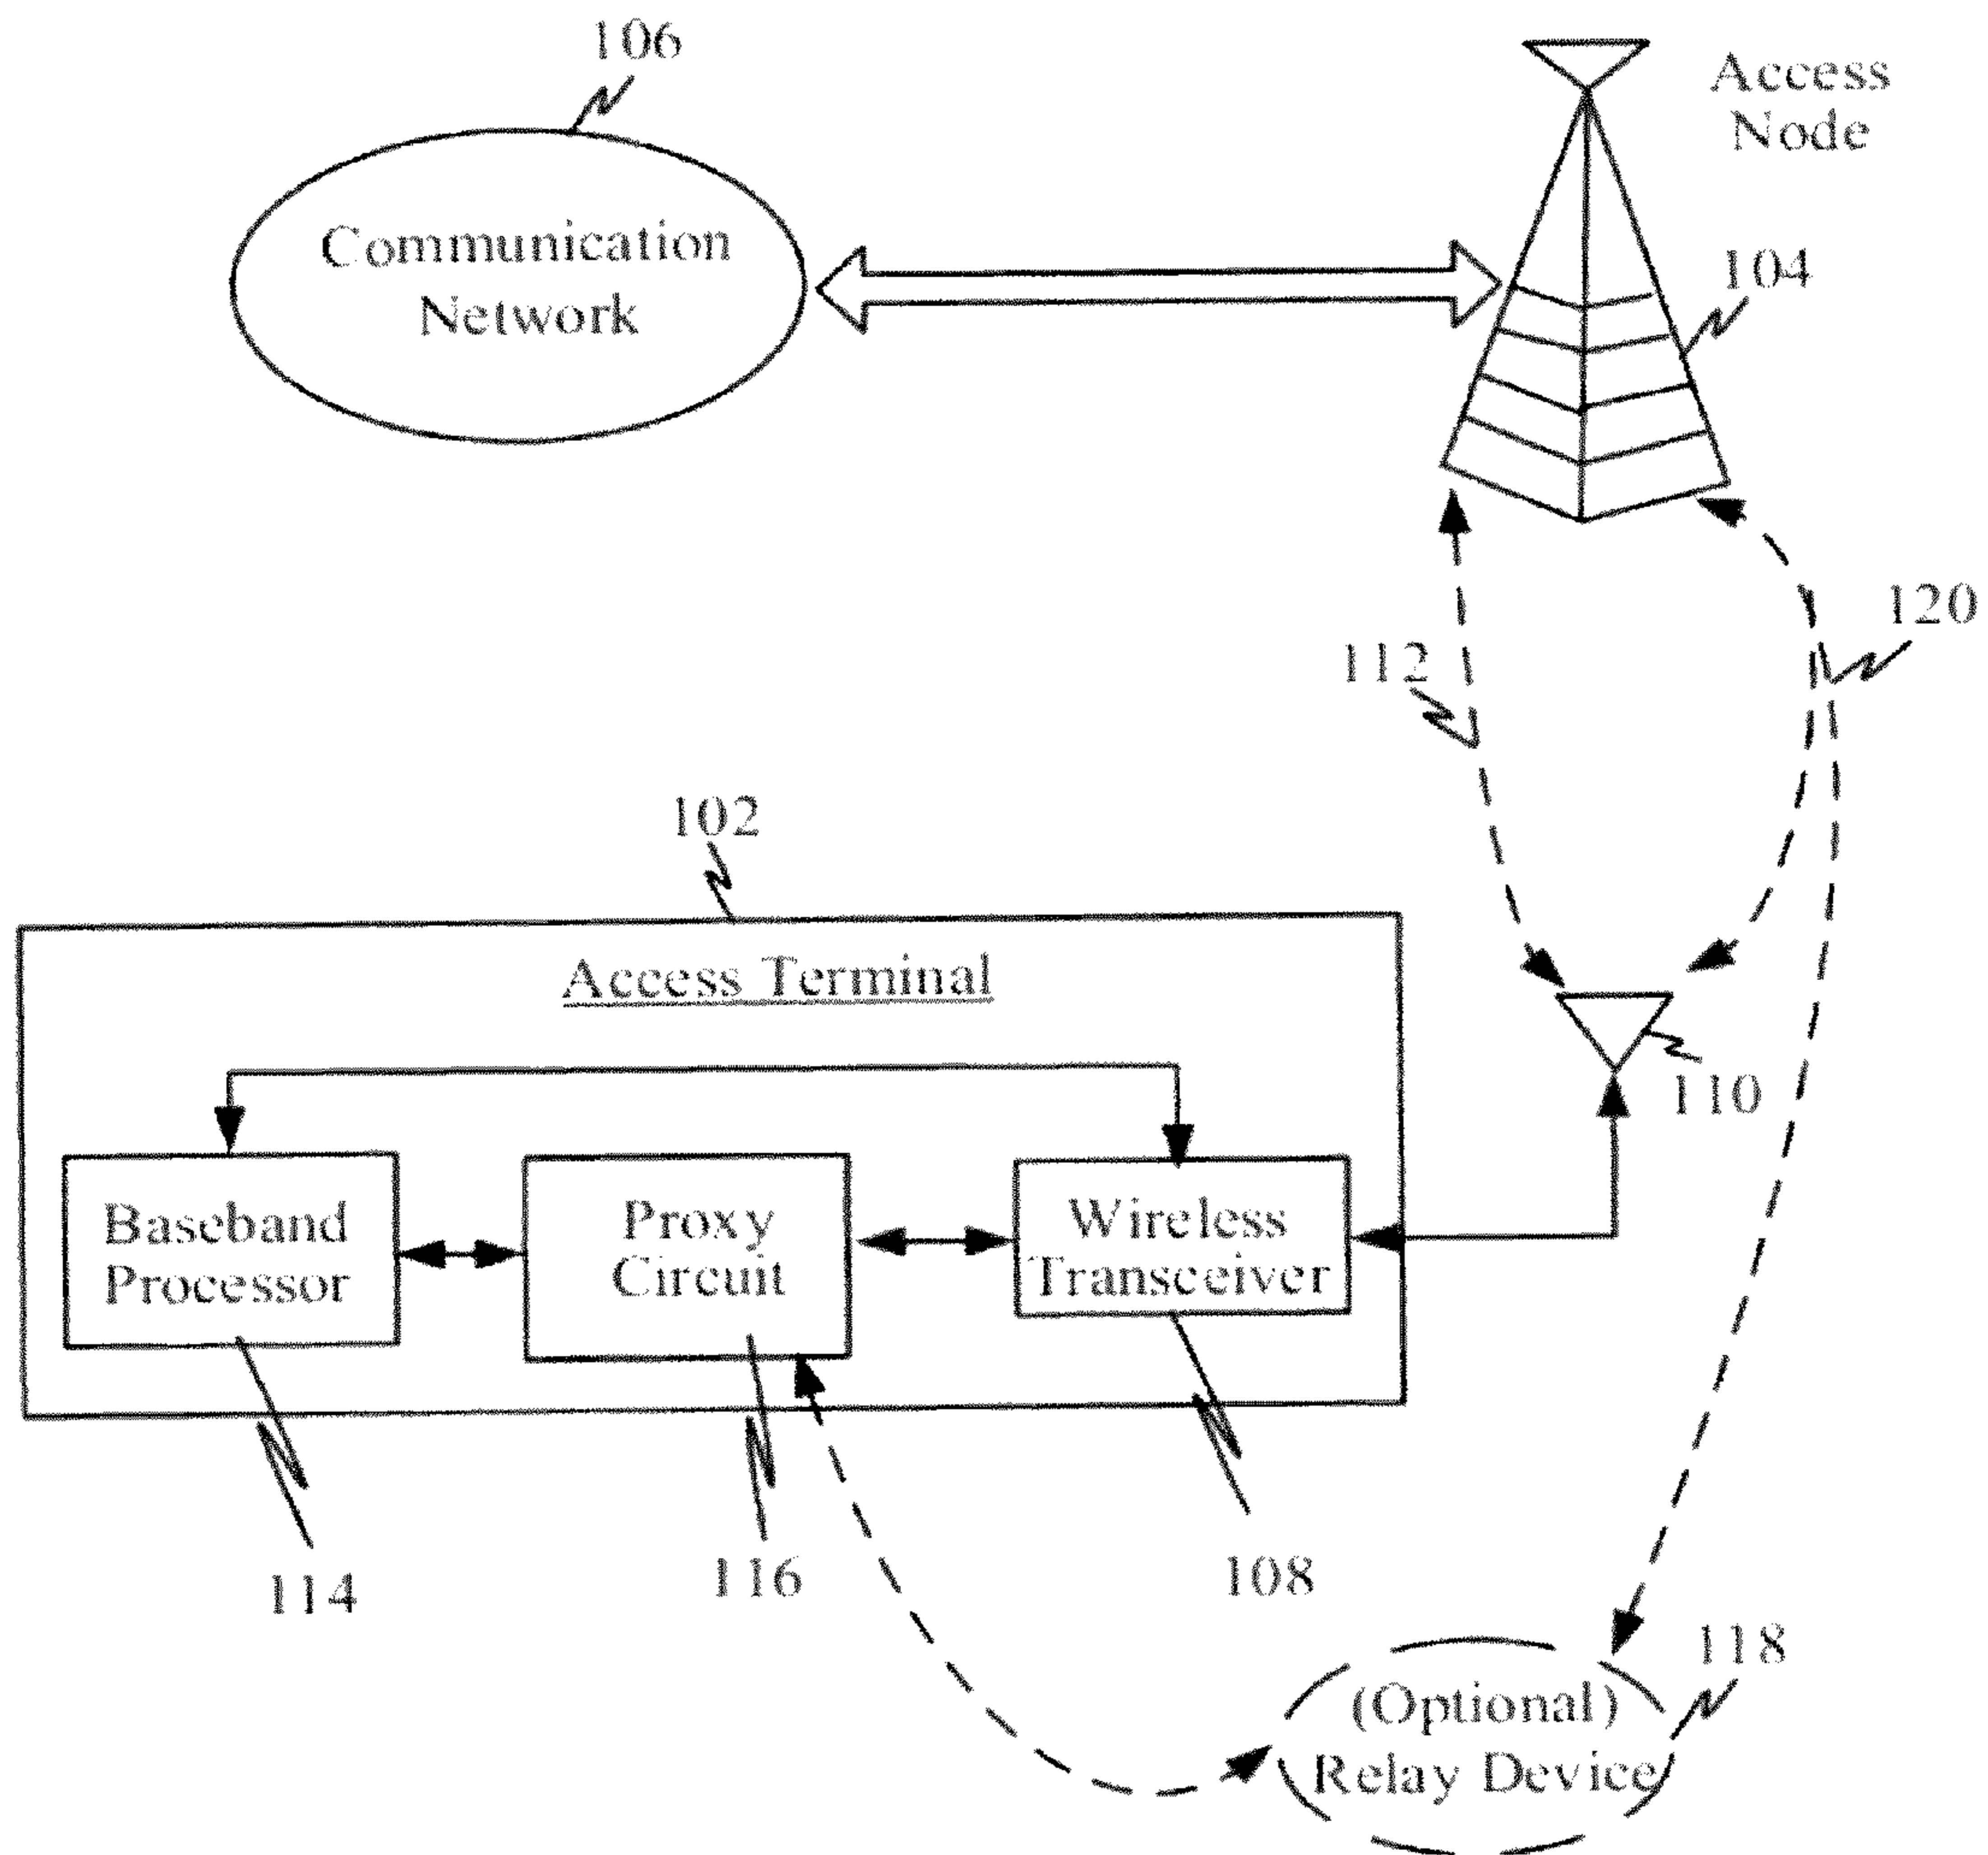 106
Access
Node
Communication
Network
104
120
112
102
Access Terminal
110
Baseband
Processor
Proxy
Circuit
Wireless
Transceiver
114
116
108
118
(Optional)
Relay Device